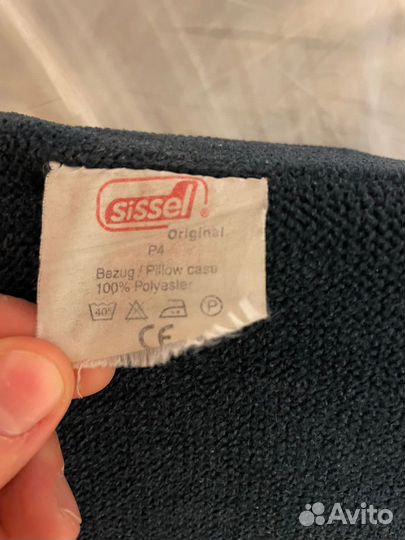 sissel®
Original.
P4
Bezug / Pillow case
100% Polyester
40° P
CE
Avito